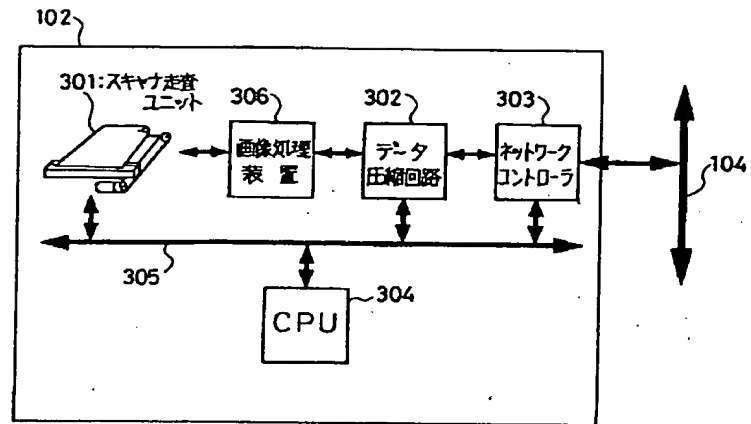 102
301:スキャナ走査
ユニット
306
302
303
画像処理
装置
データ
圧縮回路
ネットワーク
コントローラ
104
305
304
CPU